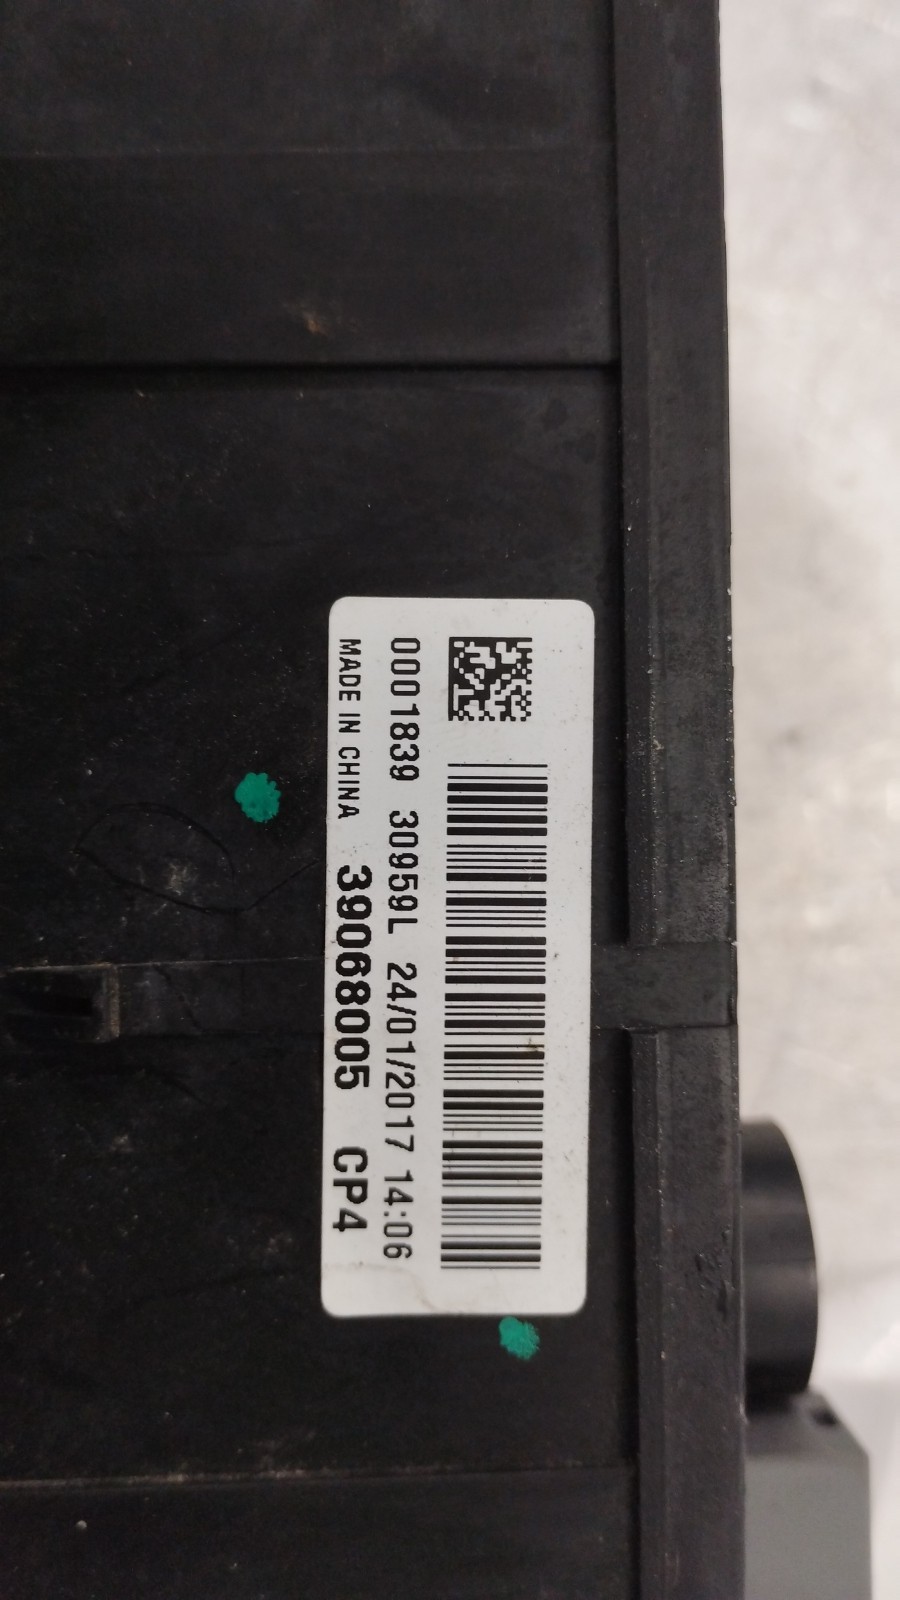 0001839 30959L 24/01/2017 14:06
MADE IN CHINA 39068005 CP4